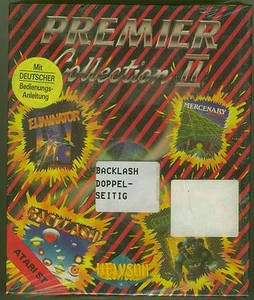 PREMIER
Collection II
Mit
DEUTSCHER
Bedienungs-
Anleitung
ELIMINATOR
MERCENARY
BACKLASH
DOPPEL-
SEITIG
BACKLASH
ATARI ST
HEWSON